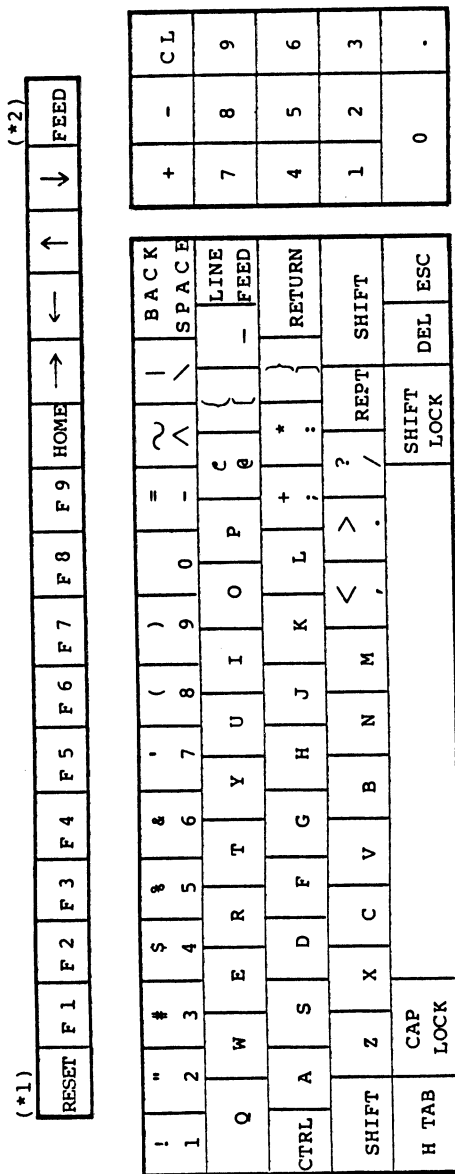 (*1) (*2)
RESET F1 F2 F3 F4 F5 F6 F7 F8 F9 HOME → ← ↑ ↓ FEED
! " # $ % & ' ( ) = ~ | BACK
1 2 3 4 5 6 7 8 9 0 - ^ \ SPACE
Q W E R T Y U I O P @ { [ _ LINE FEED
CTRL A S D F G H J K L + ; * : } ] RETURN
SHIFT Z X C V B N M < , > . ? / REPT SHIFT
H TAB CAP LOCK SHIFT LOCK DEL ESC
+ - CL
7 8 9
4 5 6
1 2 3
0 .